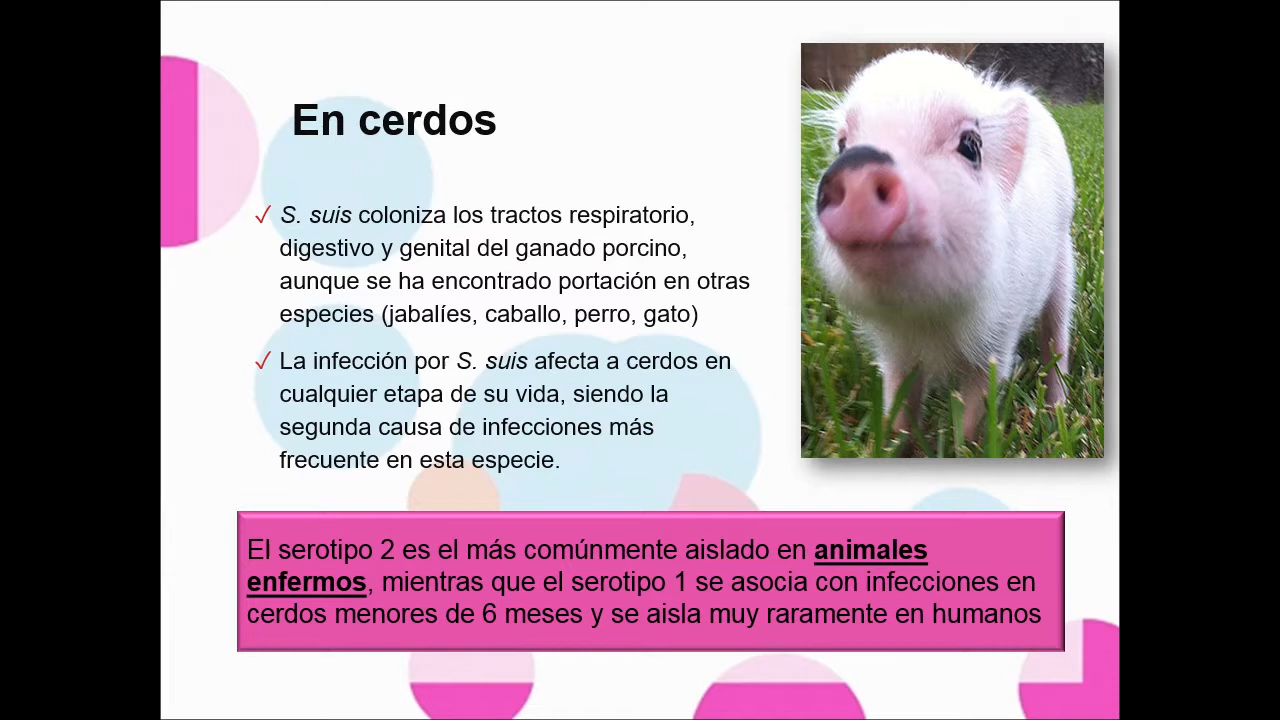 En cerdos
✓ S. suis coloniza los tractos respiratorio,
digestivo y genital del ganado porcino,
aunque se ha encontrado portación en otras
especies (jabalíes, caballo, perro, gato)
✓ La infección por S. suis afecta a cerdos en
cualquier etapa de su vida, siendo la
segunda causa de infecciones más
frecuente en esta especie.
El serotipo 2 es el más comúnmente aislado en animales
enfermos, mientras que el serotipo 1 se asocia con infecciones en
cerdos menores de 6 meses y se aisla muy raramente en humanos